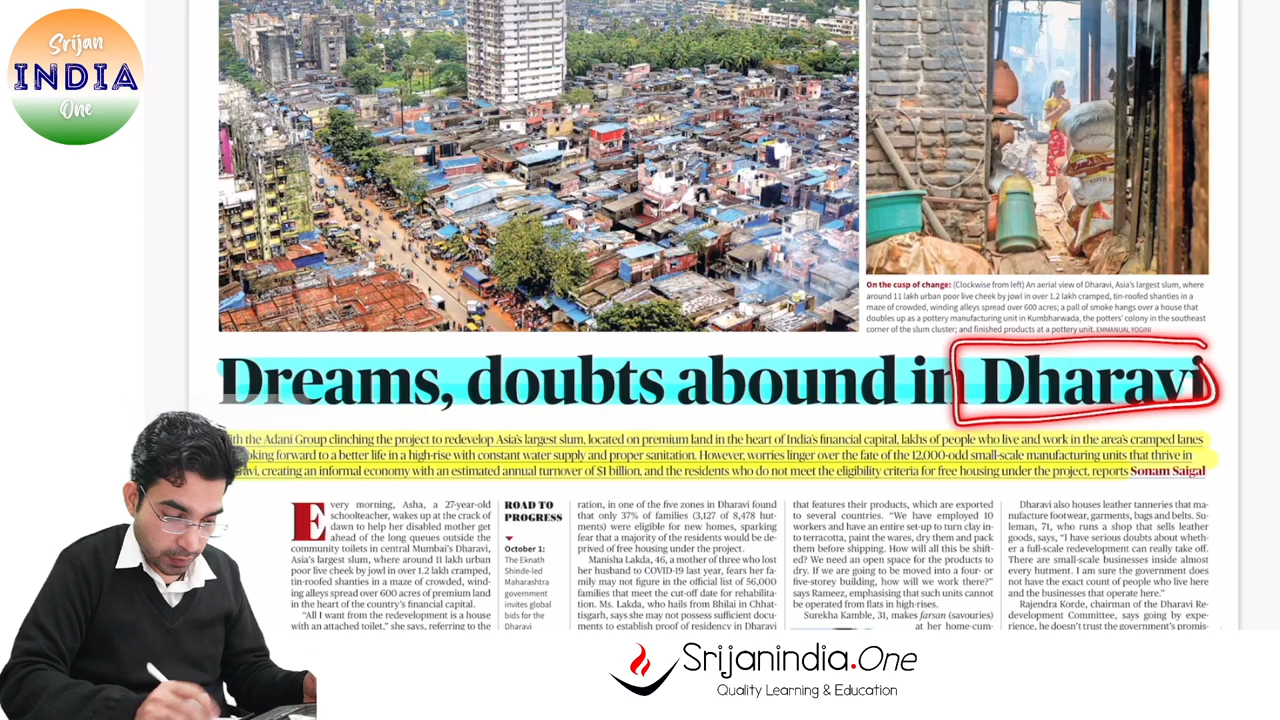 Srijan
INDIA
One
On the cusp of change: (Clockwise from left) An aerial view of Dharavi, Asia's largest slum, where
around 11 lakh urban poor live cheek by jowl in over 1.2 lakh cramped, tin-roofed shanties in a
maze of crowded, winding alleys spread over 600 acres; a pall of smoke hangs over a house that
doubles up as a pottery manufacturing unit in Kumbharwada, the potters' colony in the southeast
corner of the slum cluster; and finished products at a pottery unit. EMMANUAL YOGINI
Dreams, doubts abound in Dharavi
the Adani Group clinching the project to redevelop Asia's largest slum, located on premium land in the heart of India's financial capital, lakhs of people who live and work in the area's cramped lanes
forward to a better life in a high-rise with constant water supply and proper sanitation. However, worries linger over the fate of the 12,000-odd small-scale manufacturing units that thrive in
creating an informal economy with an estimated annual turnover of $1 billion, and the residents who do not meet the eligibility criteria for free housing under the project, reports Sonam Saigal
Every morning, Asha, a 27-year-old
schoolteacher, wakes up at the crack of
dawn to help her disabled mother get
ahead of the long queues outside the
community toilets in central Mumbai's Dharavi,
Asia's largest slum, where around 11 lakh urban
poor live cheek by jowl in over 1.2 lakh cramped,
tin-roofed shanties in a maze of crowded, wind-
ing alleys spread over 600 acres of premium land
in the heart of the country's financial capital.
"All I want from the redevelopment is a house
with an attached toilet," she says, referring to the
ROAD TO
PROGRESS
October 1:
The Eknath
Shinde-led
Maharashtra
government
invites global
bids for the
Dharavi
ration, in one of the five zones in Dharavi found
that only 37% of families (3,127 of 8,478 hut-
ments) were eligible for new homes, sparking
fear that a majority of the residents would be de-
prived of free housing under the project.
Manisha Lakda, 46, a mother of three who lost
her husband to COVID-19 last year, fears her fa-
mily may not figure in the official list of 56,000
families that meet the cut-off date for rehabilita-
tion. Ms. Lakda, who hails from Bhilai in Chhat-
tisgarh, says she may not possess sufficient docu-
ments to establish proof of residency in Dharavi
that features their products, which are exported
to several countries. "We have employed 10
workers and have an entire set-up to turn clay in-
to terracotta, paint the wares, dry them and pack
them before shipping. How will all this be shift-
ed? We need an open space for the products to
dry. If we are going to be moved into a four- or
five-storey building, how will we work there?"
says Rameez, emphasising that such units cannot
be operated from flats in high-rises.
Surekha Kamble, 31, makes farsan (savouries)
at her home-cum-
Dharavi also houses leather tanneries that ma-
nufacture footwear, garments, bags and belts. Su-
leman, 71, who runs a shop that sells leather
goods, says, "I have serious doubts about wheth-
er a full-scale redevelopment can really take off.
There are small-scale businesses inside almost
every hutment. I am sure the government does
not have the exact count of people who live here
and the businesses that operate here."
Rajendra Korde, chairman of the Dharavi Re-
development Committee, says going by expe-
rience, he doesn't trust the government's promis-
Srijanindia.One
Quality Learning & Education